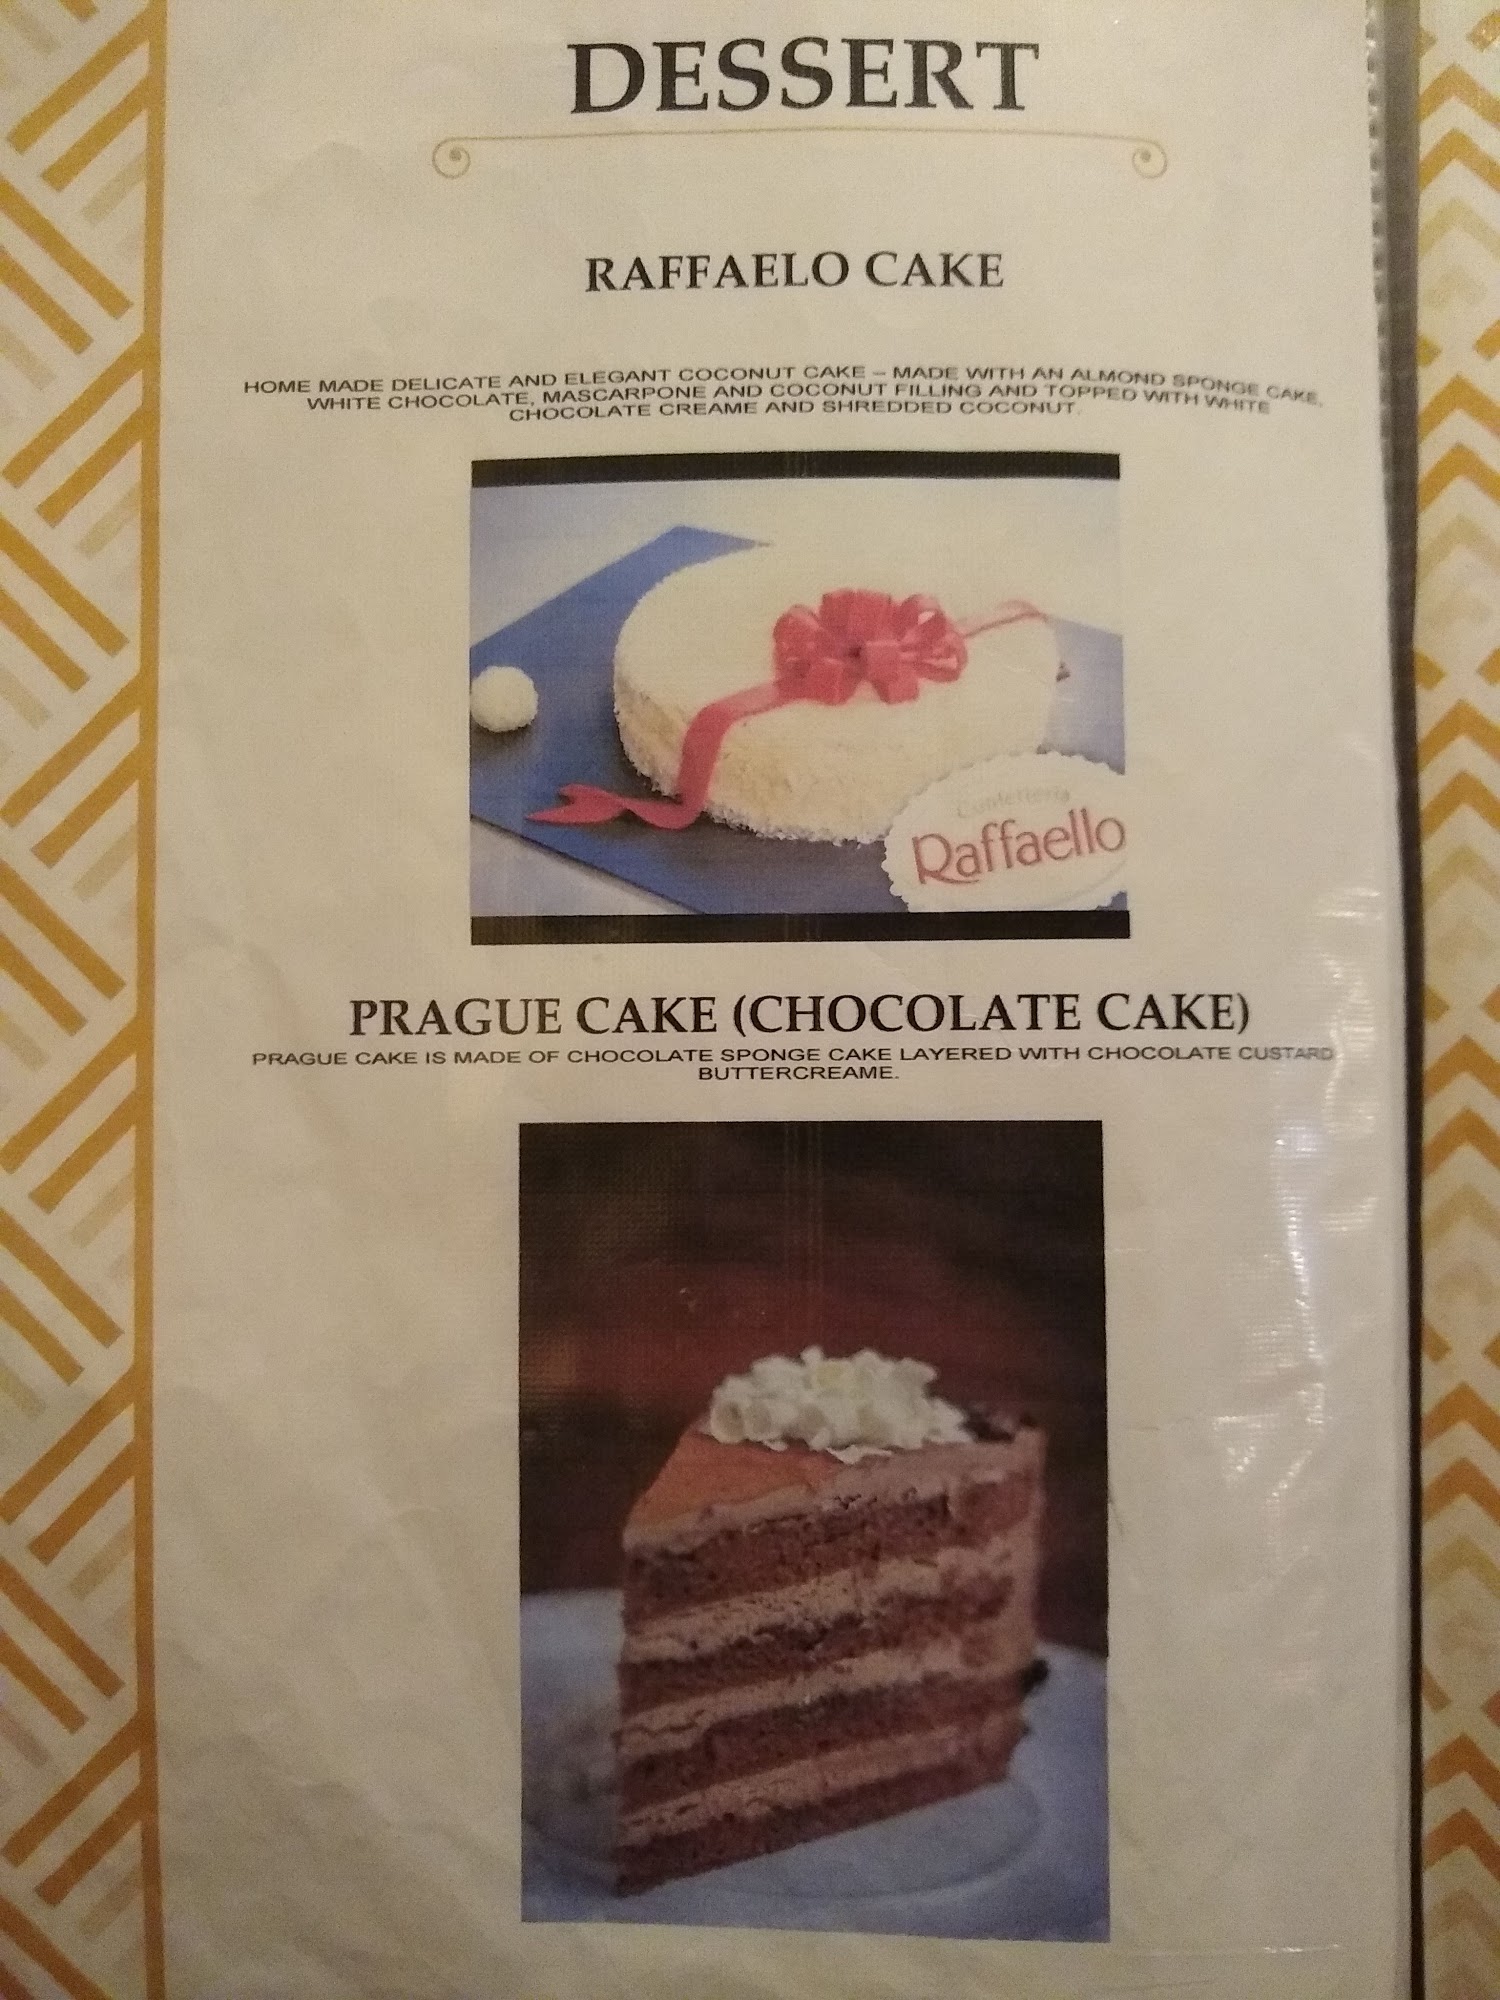 DESSERT
RAFFAELO CAKE
HOME MADE DELICATE AND ELEGANT COCONUT CAKE – MADE WITH AN ALMOND SPONGE CAKE,
WHITE CHOCOLATE, MASCARPONE AND COCONUT FILLING AND TOPPED WITH WHITE
CHOCOLATE CREAME AND SHREDDED COCONUT.
Confetteria
Raffaello
PRAGUE CAKE (CHOCOLATE CAKE)
PRAGUE CAKE IS MADE OF CHOCOLATE SPONGE CAKE LAYERED WITH CHOCOLATE CUSTARD
BUTTERCREAME.